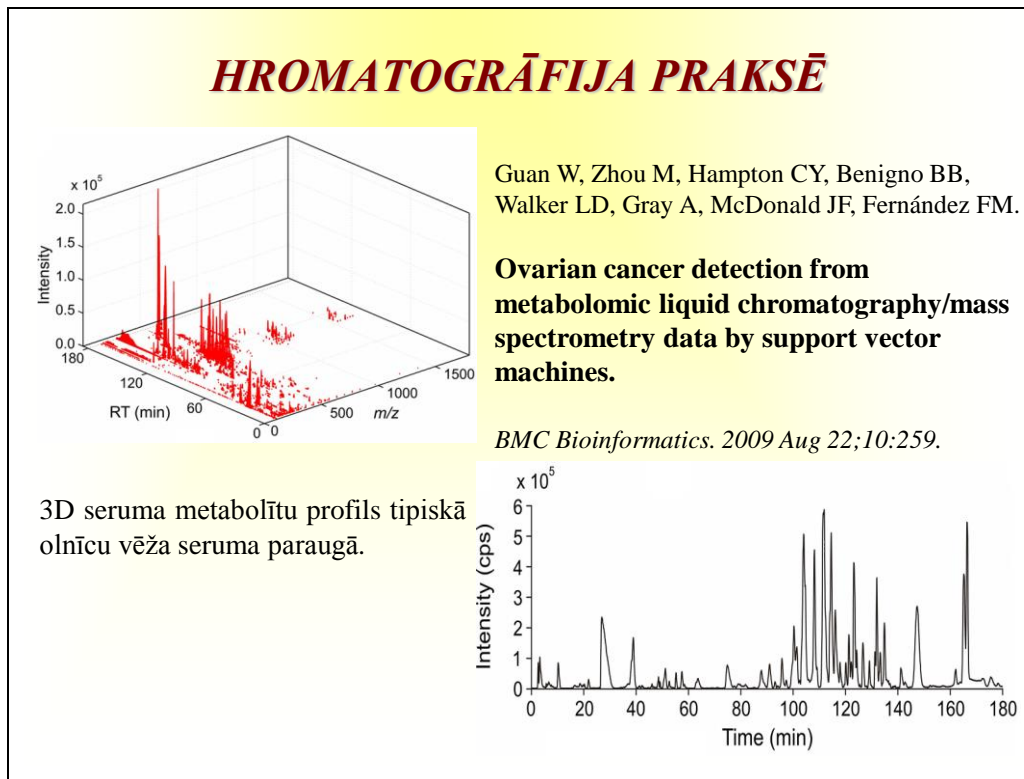 HROMATOGRĀFIJA PRAKSĒ
x 10⁵
2.0
1.5
1.0
0.5
0.0
Intensity
180
120
60
0
RT (min)
0
500
1000
1500
m/z
Guan W, Zhou M, Hampton CY, Benigno BB,
Walker LD, Gray A, McDonald JF, Fernández FM.
Ovarian cancer detection from
metabolomic liquid chromatography/mass
spectrometry data by support vector
machines.
BMC Bioinformatics. 2009 Aug 22;10:259.
3D seruma metabolītu profils tipiskā
olnīcu vēža seruma paraugā.
x 10⁵
6
5
4
3
2
1
0
Intensity (cps)
0 20 40 60 80 100 120 140 160 180
Time (min)